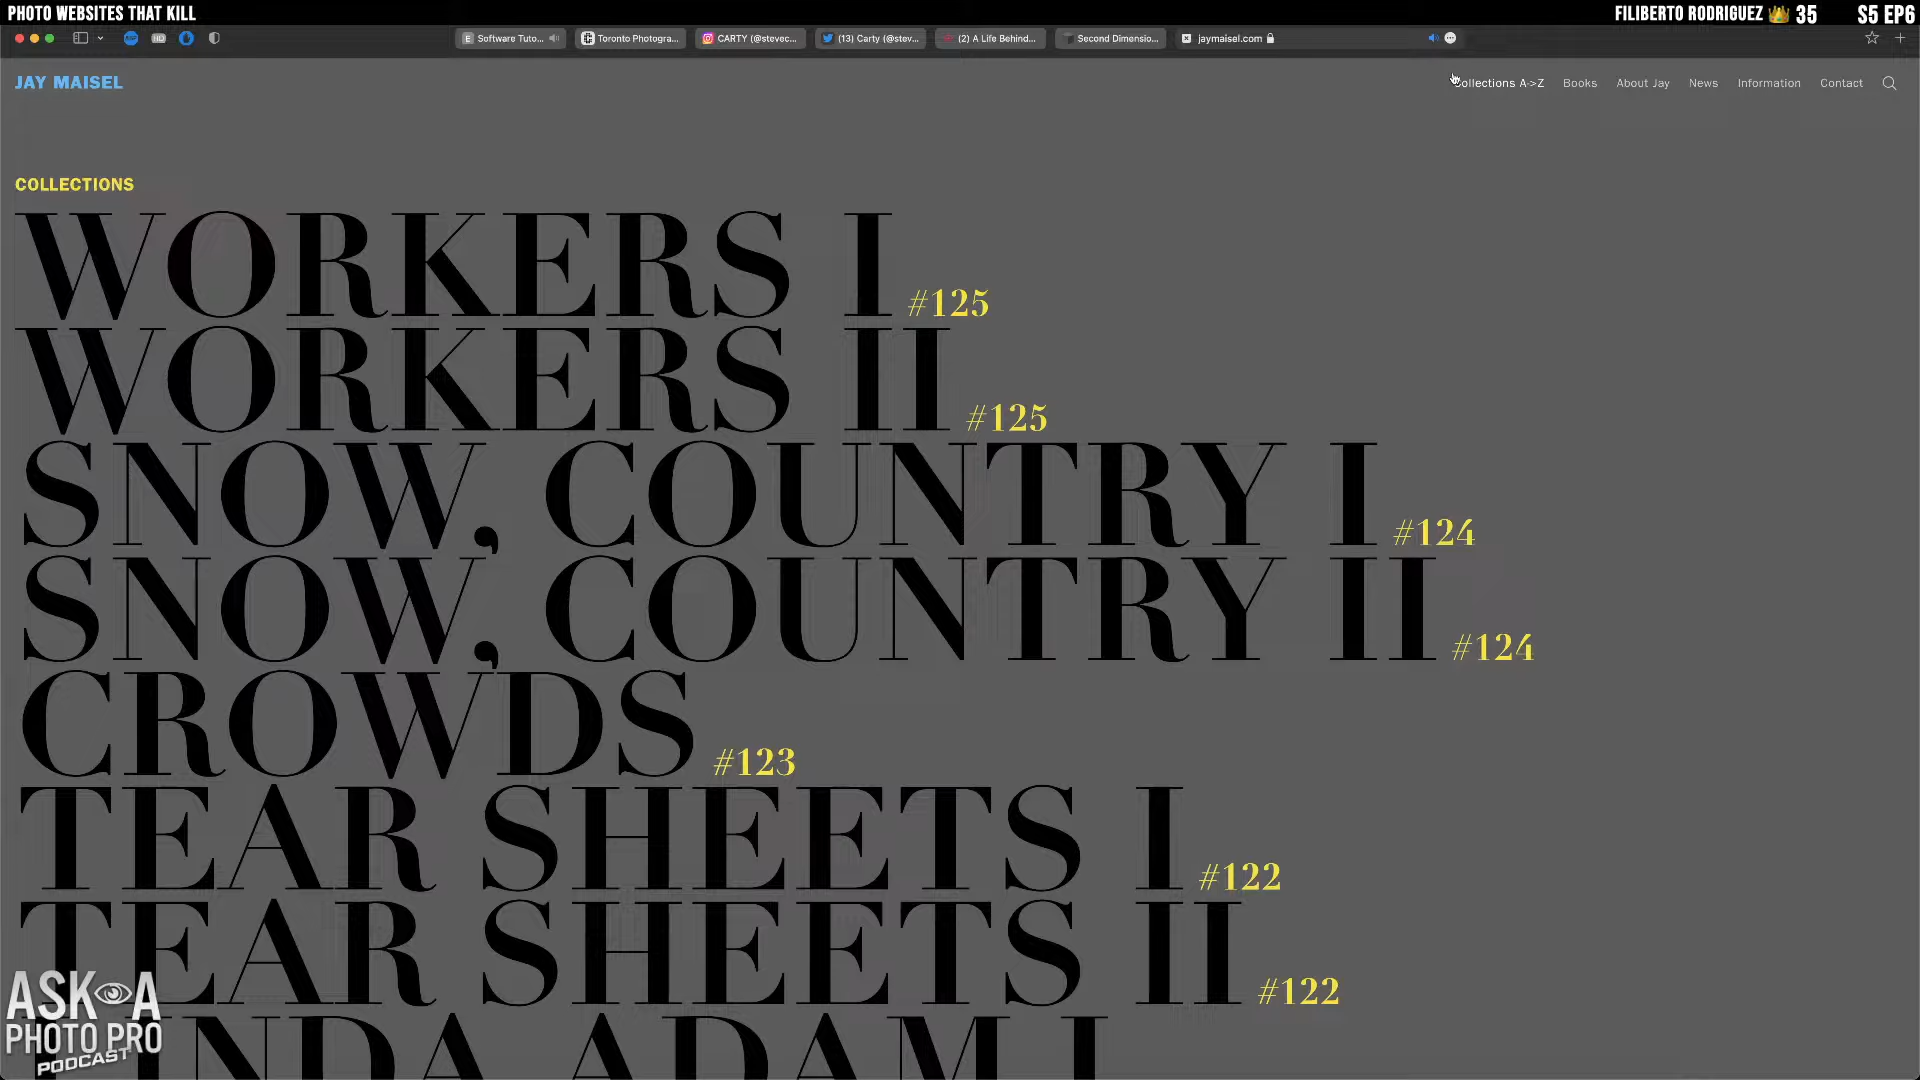 PHOTO WEBSITES THAT KILL
FILIBERTO RODRIGUEZ 👑 35 S5 EP6
Software Tuto... Toronto Photogra... CARTY (@stevec... (13) Carty (@stev... (2) A Life Behind... Second Dimensio... jaymaisel.com
JAY MAISEL
Collections A->Z Books About Jay News Information Contact
COLLECTIONS
WORKERS I #125
WORKERS II #125
SNOW, COUNTRY I #124
SNOW, COUNTRY II #124
CROWDS #123
TEAR SHEETS I #122
TEAR SHEETS II #122
LINDA ADAM I
ASK A
PHOTO PRO
PODCAST